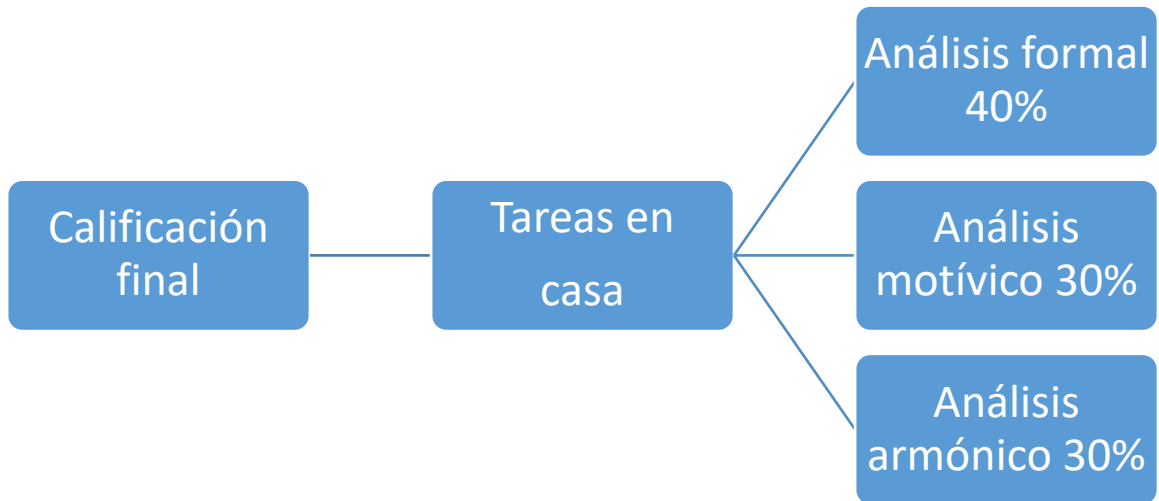 Análisis formal
40%
Calificación
final
Tareas en
casa
Análisis
motívico 30%
Análisis
armónico 30%